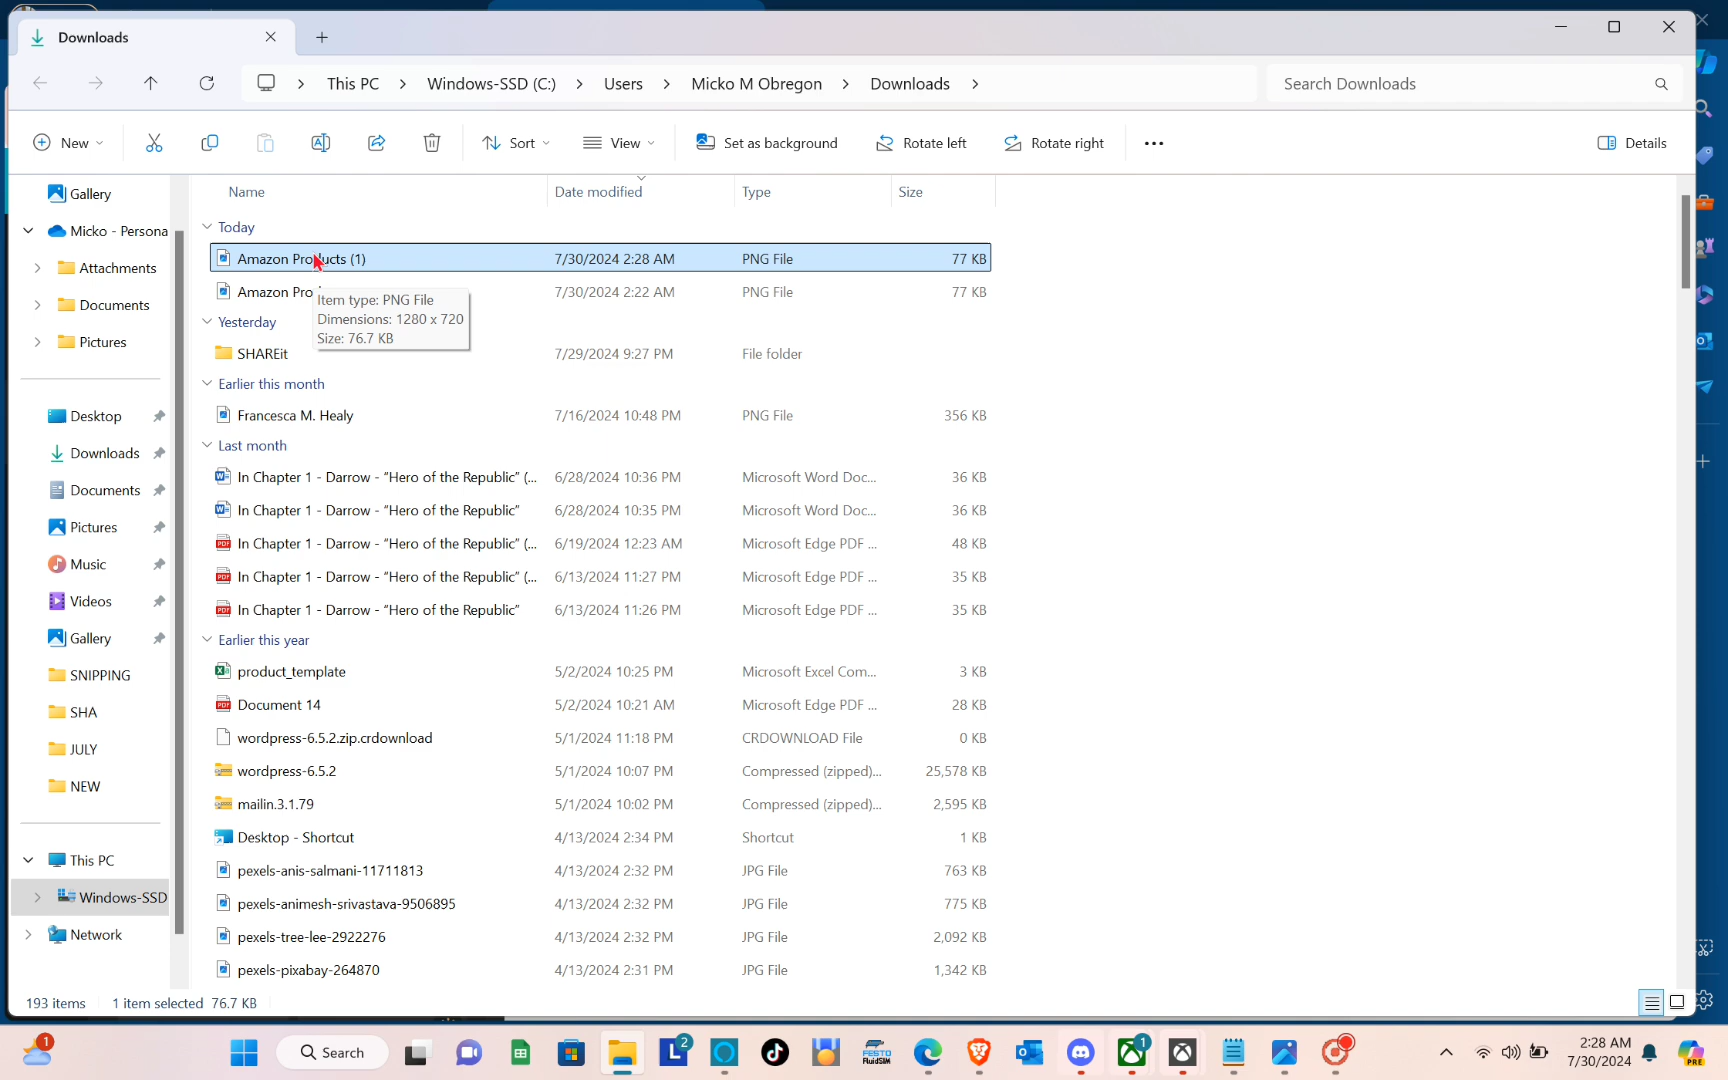 Downloads
This PC > Windows-SSD (C:) > Users > Micko M Obregon > Downloads >
Search Downloads
New
Sort
View
Set as background
Rotate left
Rotate right
Details
Gallery
Micko - Persona
Attachments
Documents
Pictures
Desktop
Downloads
Documents
Pictures
Music
Videos
Gallery
SNIPPING
SHA
JULY
NEW
This PC
Windows-SSD
Network
Name Date modified Type Size
Today
Amazon Products (1) 7/30/2024 2:28 AM PNG File 77 KB
Amazon Pro 7/30/2024 2:22 AM PNG File 77 KB
Item type: PNG File
Dimensions: 1280 x 720
Size: 76.7 KB
Yesterday
SHAREit 7/29/2024 9:27 PM File folder
Earlier this month
Francesca M. Healy 7/16/2024 10:48 PM PNG File 356 KB
Last month
In Chapter 1 - Darrow - “Hero of the Republic” (... 6/28/2024 10:36 PM Microsoft Word Doc... 36 KB
In Chapter 1 - Darrow - “Hero of the Republic” 6/28/2024 10:35 PM Microsoft Word Doc... 36 KB
In Chapter 1 - Darrow - “Hero of the Republic” (... 6/19/2024 12:23 AM Microsoft Edge PDF ... 48 KB
In Chapter 1 - Darrow - “Hero of the Republic” (... 6/13/2024 11:27 PM Microsoft Edge PDF ... 35 KB
In Chapter 1 - Darrow - “Hero of the Republic” 6/13/2024 11:26 PM Microsoft Edge PDF ... 35 KB
Earlier this year
product_template 5/2/2024 10:25 PM Microsoft Excel Com... 3 KB
Document 14 5/2/2024 10:21 AM Microsoft Edge PDF ... 28 KB
wordpress-6.5.2.zip.crdownload 5/1/2024 11:18 PM CRDOWNLOAD File 0 KB
wordpress-6.5.2 5/1/2024 10:07 PM Compressed (zipped)... 25,578 KB
mailin.3.1.79 5/1/2024 10:02 PM Compressed (zipped)... 2,595 KB
Desktop - Shortcut 4/13/2024 2:34 PM Shortcut 1 KB
pexels-anis-salmani-11711813 4/13/2024 2:32 PM JPG File 763 KB
pexels-animesh-srivastava-9506895 4/13/2024 2:32 PM JPG File 775 KB
pexels-tree-lee-2922276 4/13/2024 2:32 PM JPG File 2,092 KB
pexels-pixabay-264870 4/13/2024 2:31 PM JPG File 1,342 KB
193 items 1 item selected 76.7 KB
1
Search
L 2
FESTO
FluidSIM
1
2:28 AM
7/30/2024
PRE